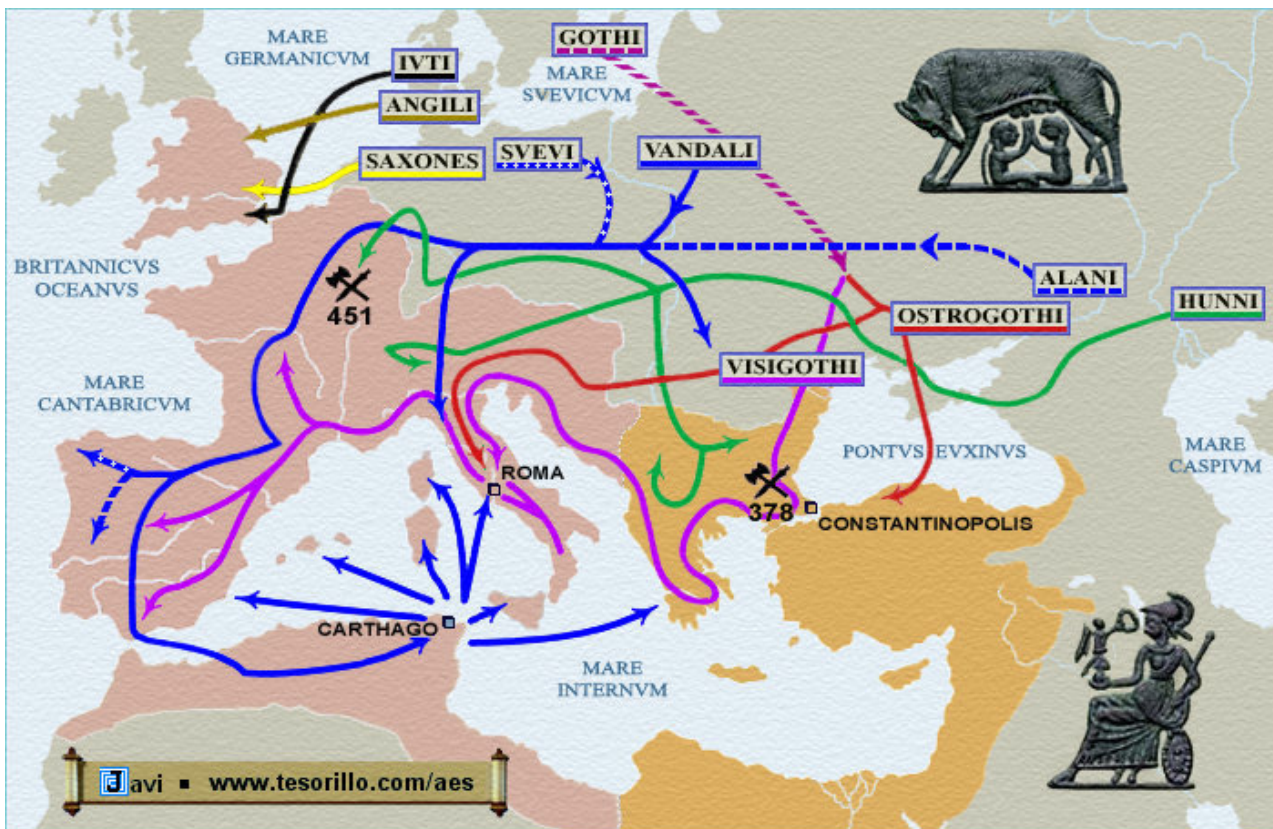 MARE
GERMANICVM
IVTI
GOTHI
MARE
SVEVICVM
ANGILI
SAXONES
SVEVI
VANDALI
BRITANNICVS
OCEANVS
ALANI
HUNNI
451
OSTROGOTHI
VISIGOTHI
MARE
CANTABRICVM
PONTVS EVXINVS
MARE
CASPIVM
ROMA
378
CONSTANTINOPOLIS
CARTHAGO
MARE
INTERNVM
Javi ▪ www.tesorillo.com/aes